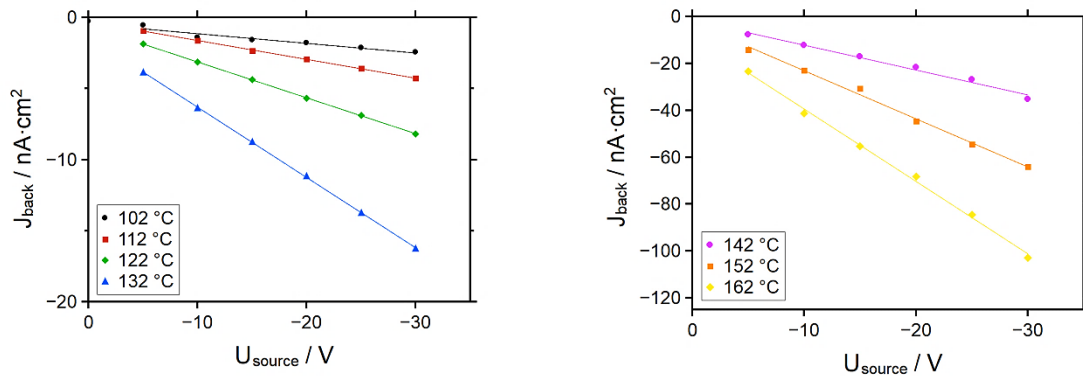 0
−10
−20
J_back / nA·cm²
102 °C
112 °C
122 °C
132 °C
0
−10
−20
−30
U_source / V
0
−20
−40
−60
−80
−100
−120
J_back / nA·cm²
142 °C
152 °C
162 °C
−10
−20
−30
U_source / V